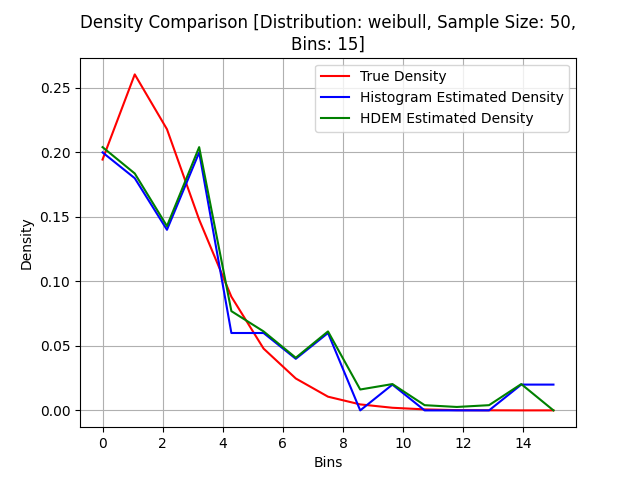 Density Comparison [Distribution: weibull, Sample Size: 50,
Bins: 15]
True Density
Histogram Estimated Density
HDEM Estimated Density
Density
0.25
0.20
0.15
0.10
0.05
0.00
0 2 4 6 8 10 12 14
Bins